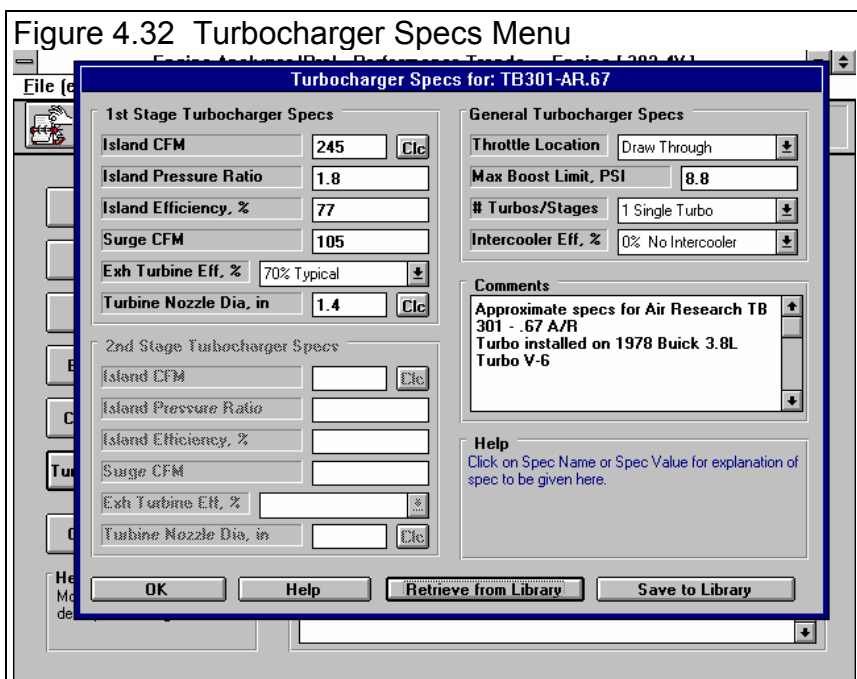 Figure 4.32 Turbocharger Specs Menu
Turbocharger Specs for: TB301-AR.67
1st Stage Turbocharger Specs
Island CFM 245 Clc
Island Pressure Ratio 1.8
Island Efficiency, % 77
Surge CFM 105
Exh Turbine Eff, % 70% Typical
Turbine Nozzle Dia, in 1.4 Clc
2nd Stage Turbocharger Specs
Island CFM Clc
Island Pressure Ratio
Island Efficiency, %
Surge CFM
Exh Turbine Eff, %
Turbine Nozzle Dia, in Clc
General Turbocharger Specs
Throttle Location Draw Through
Max Boost Limit, PSI 8.8
# Turbos/Stages 1 Single Turbo
Intercooler Eff, % 0% No Intercooler
Comments
Approximate specs for Air Research TB
301 - .67 A/R
Turbo installed on 1978 Buick 3.8L
Turbo V-6
Help
Click on Spec Name or Spec Value for explanation of
spec to be given here.
OK Help Retrieve from Library Save to Library